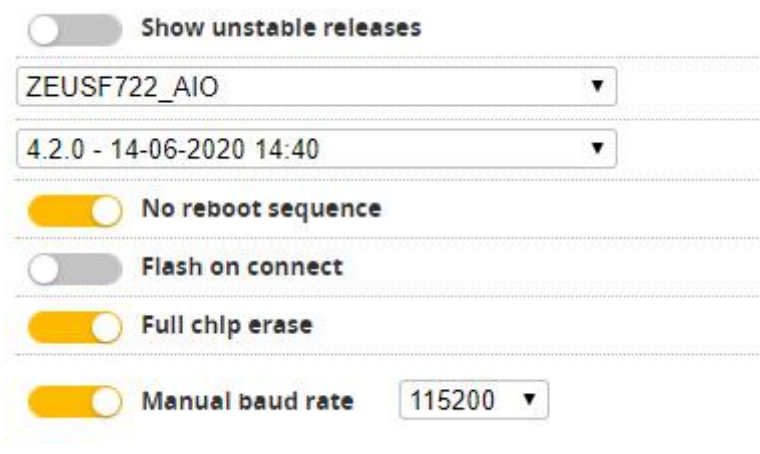 Show unstable releases
ZEUSF722_AIO
4.2.0 - 14-06-2020 14:40
No reboot sequence
Flash on connect
Full chip erase
Manual baud rate 115200